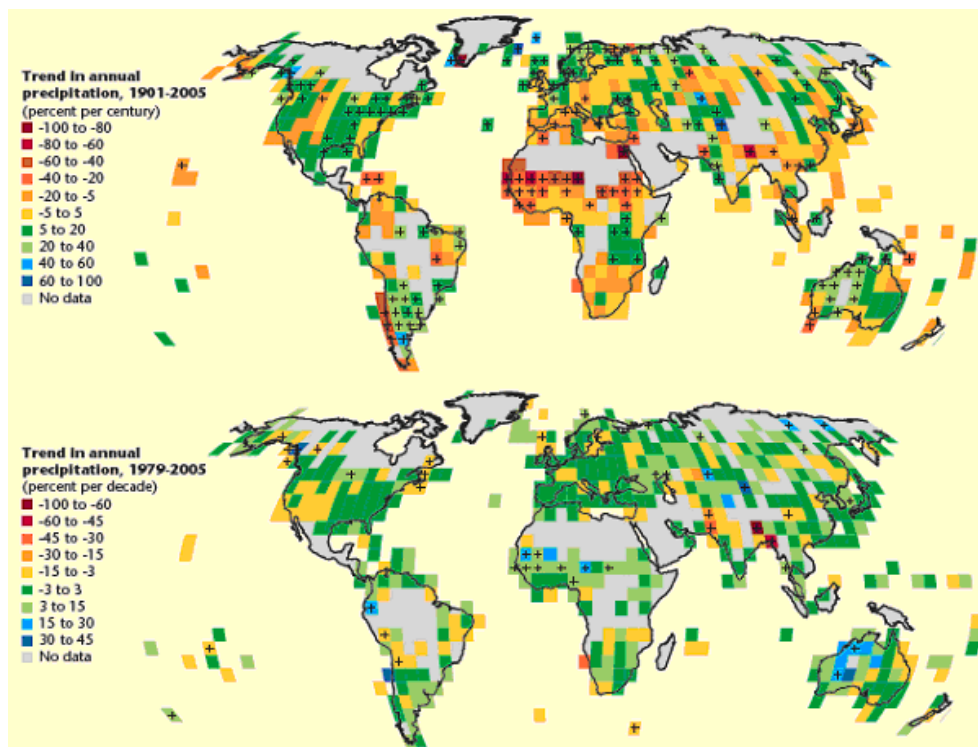 Trend in annual
precipitation, 1901-2005
(percent per century)
-100 to -80
-80 to -60
-60 to -40
-40 to -20
-20 to -5
-5 to 5
5 to 20
20 to 40
40 to 60
60 to 100
No data
Trend in annual
precipitation, 1979-2005
(percent per decade)
-100 to -60
-60 to -45
-45 to -30
-30 to -15
-15 to -3
-3 to 3
3 to 15
15 to 30
30 to 45
No data